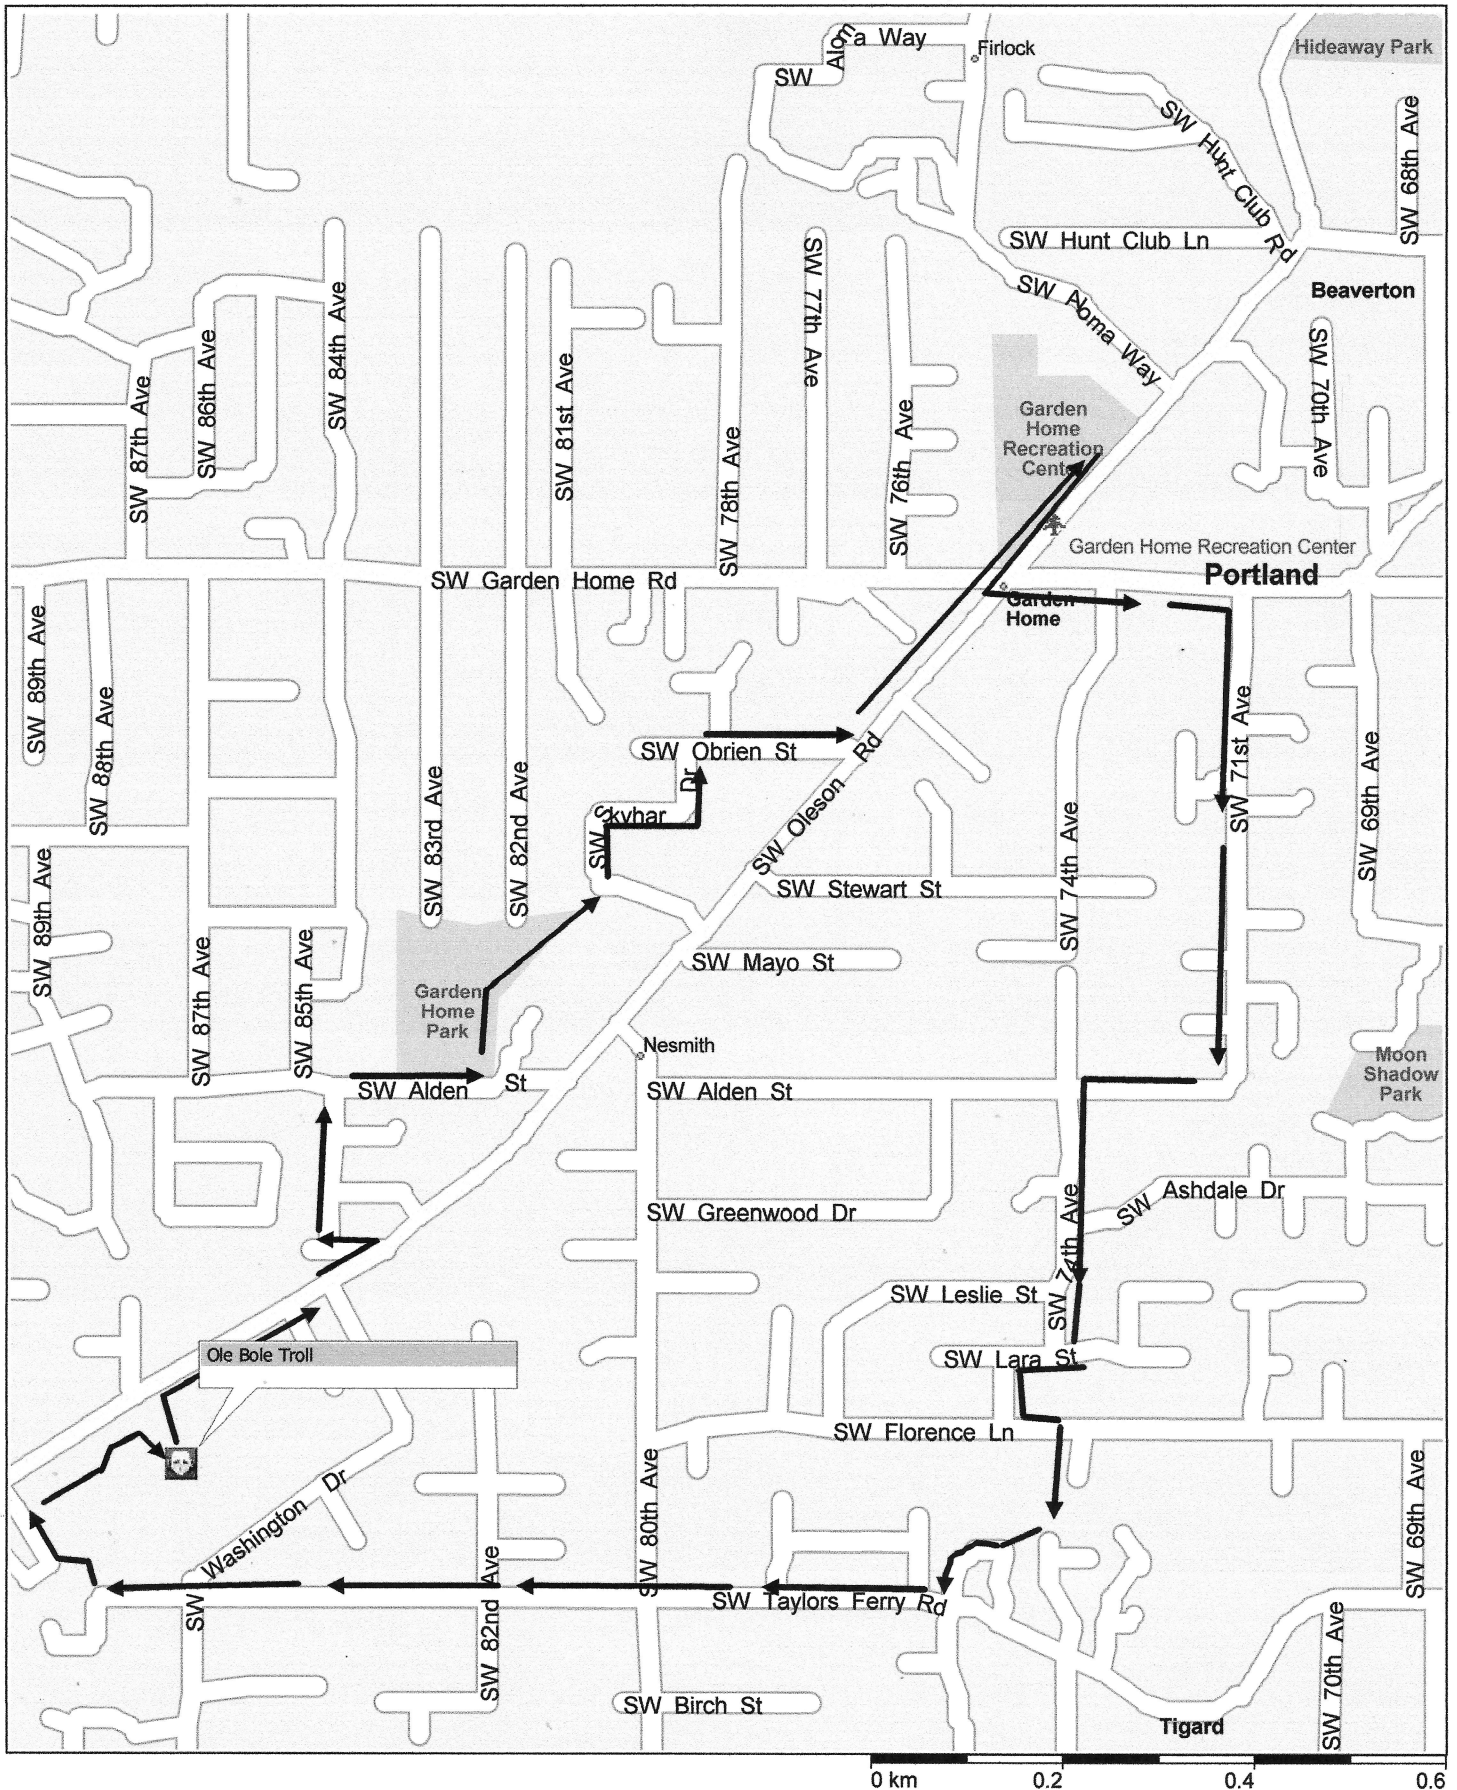 SW Aloma Way
Firlock
Hideaway Park
SW Hunt Club Rd
SW 68th Ave
SW Hunt Club Ln
SW 77th Ave
SW Aloma Way
Beaverton
SW 84th Ave
SW 86th Ave
SW 87th Ave
SW 81st Ave
SW 78th Ave
SW 76th Ave
SW 70th Ave
Garden
Home
Recreation
Center
Garden Home Recreation Center
SW Garden Home Rd
Portland
Garden
Home
SW 89th Ave
SW 88th Ave
SW 71st Ave
SW 69th Ave
SW Obrien St
SW Skyhar Dr
SW Oleson Rd
SW 83rd Ave
SW 82nd Ave
SW 74th Ave
SW Stewart St
SW 89th Ave
SW 87th Ave
SW 85th Ave
SW Mayo St
Garden
Home
Park
Nesmith
Moon
Shadow
Park
SW Alden St
SW Alden St
SW Ashdale Dr
SW Greenwood Dr
SW 74th Ave
SW Leslie St
Ole Bole Troll
SW Lara St
SW Florence Ln
SW Washington Dr
SW 80th Ave
SW 82nd Ave
SW 69th Ave
SW Taylors Ferry Rd
SW Birch St
SW 70th Ave
Tigard
0 km 0.2 0.4 0.6